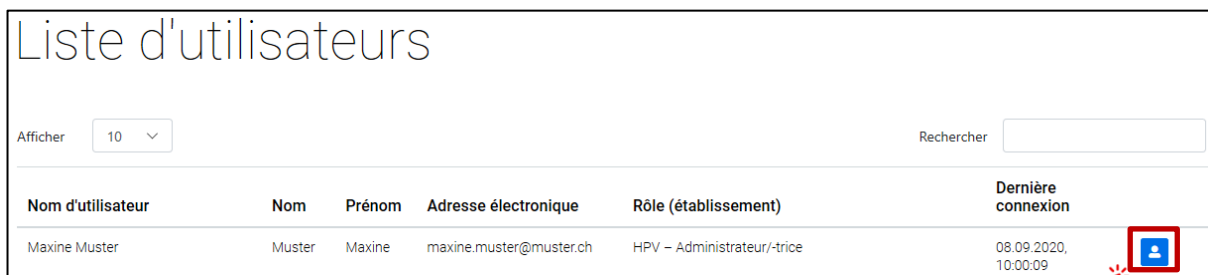 Liste d'utilisateurs
Afficher 10 Rechercher
Dernière
Nom d'utilisateur Nom Prénom Adresse électronique Rôle (établissement) connexion
Maxine Muster Muster Maxine maxine.muster@muster.ch HPV – Administrateur/-trice 08.09.2020,
10:00:09